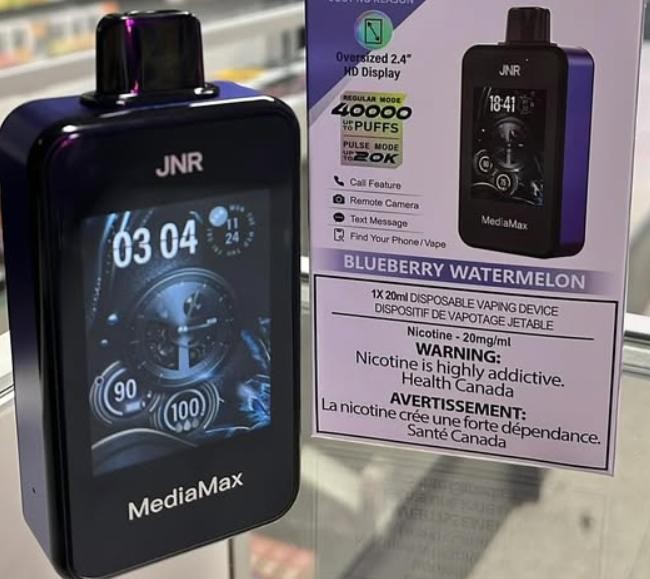 JNR
03 04
11
24
90
100
MediaMax
Oversized 2.4"
HD Display
REGULAR MODE
40000
UP TO PUFFS
PULSE MODE
UP TO 20K
Call Feature
Remote Camera
Text Message
Find Your Phone/Vape
JNR
18:41
MediaMax
BLUEBERRY WATERMELON
1X 20ml DISPOSABLE VAPING DEVICE
DISPOSITIF DE VAPOTAGE JETABLE
Nicotine - 20mg/ml
WARNING:
Nicotine is highly addictive.
Health Canada
AVERTISSEMENT:
La nicotine crée une forte dépendance.
Santé Canada